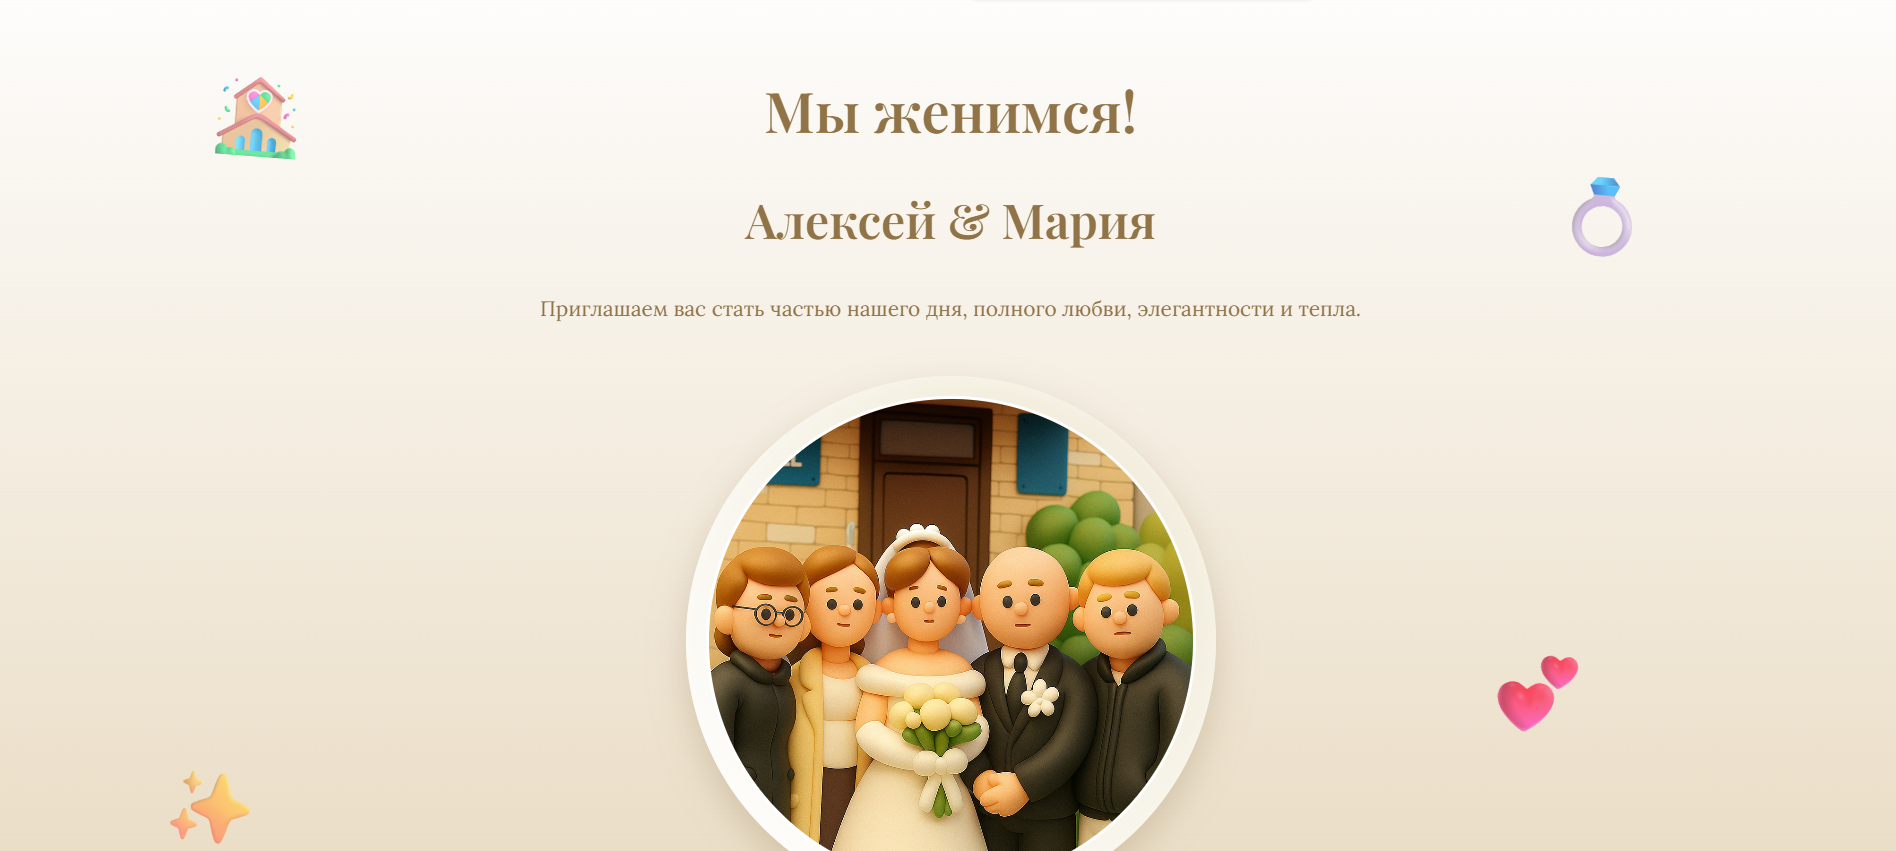 Мы женимся!
Алексей & Мария
Приглашаем вас стать частью нашего дня, полного любви, элегантности и тепла.